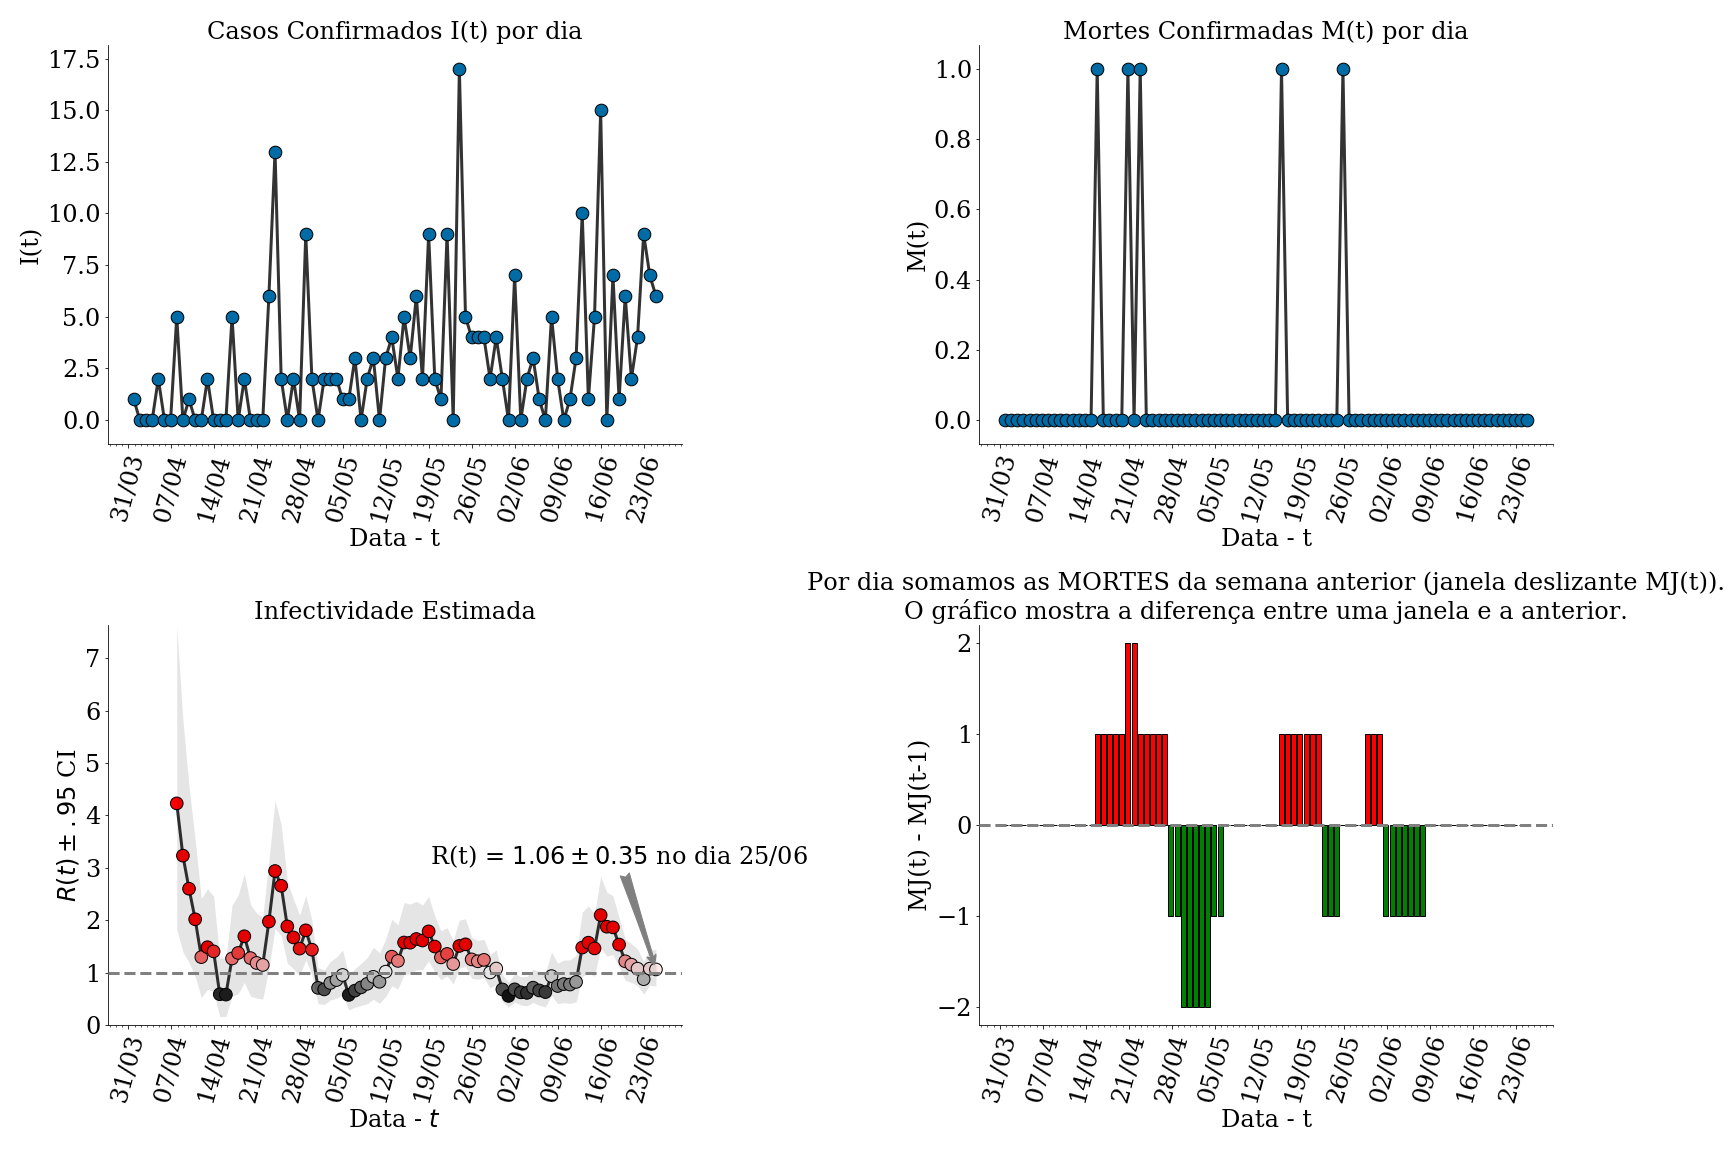 Casos Confirmados I(t) por dia
17.5
15.0
12.5
10.0
7.5
5.0
2.5
0.0
I(t)
31/03 07/04 14/04 21/04 28/04 05/05 12/05 19/05 26/05 02/06 09/06 16/06 23/06
Data - t
Mortes Confirmadas M(t) por dia
1.0
0.8
0.6
0.4
0.2
0.0
M(t)
31/03 07/04 14/04 21/04 28/04 05/05 12/05 19/05 26/05 02/06 09/06 16/06 23/06
Data - t
Infectividade Estimada
7
6
5
4
3
2
1
0
R(t) ± .95 CI
R(t) = 1.06 ± 0.35 no dia 25/06
31/03 07/04 14/04 21/04 28/04 05/05 12/05 19/05 26/05 02/06 09/06 16/06 23/06
Data - t
Por dia somamos as MORTES da semana anterior (janela deslizante MJ(t)).
O gráfico mostra a diferença entre uma janela e a anterior.
2
1
0
−1
−2
MJ(t) - MJ(t-1)
31/03 07/04 14/04 21/04 28/04 05/05 12/05 19/05 26/05 02/06 09/06 16/06 23/06
Data - t